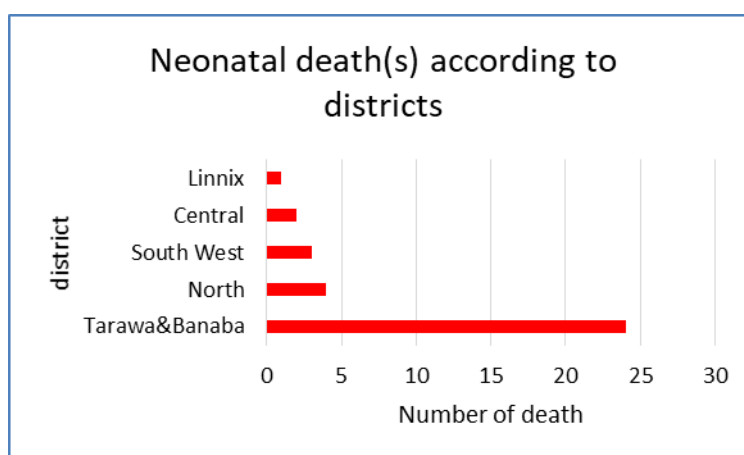 Neonatal death(s) according to
districts
district
Linnix
Central
South West
North
Tarawa&Banaba
0 5 10 15 20 25 30
Number of death